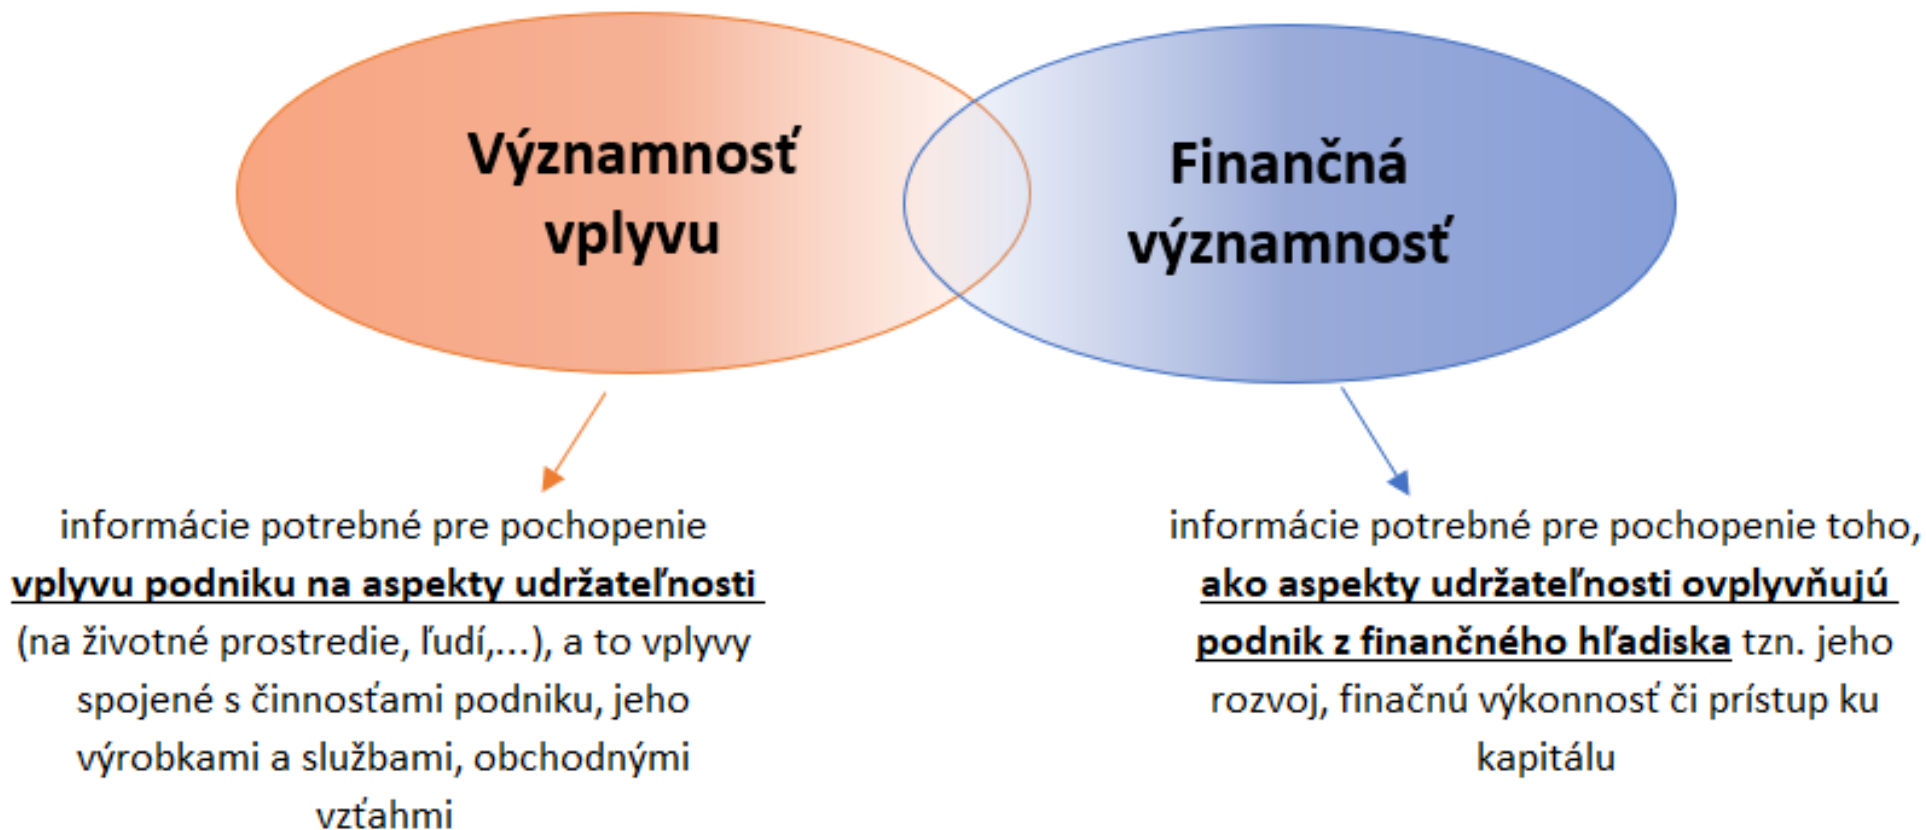 Významnosť
vplyvu
Finančná
významnosť
informácie potrebné pre pochopenie
vplyvu podniku na aspekty udržateľnosti
(na životné prostredie, ľudí,...), a to vplyvy
spojené s činnosťami podniku, jeho
výrobkami a službami, obchodnými
vzťahmi
informácie potrebné pre pochopenie toho,
ako aspekty udržateľnosti ovplyvňujú
podnik z finančného hľadiska tzn. jeho
rozvoj, finačnú výkonnosť či prístup ku
kapitálu